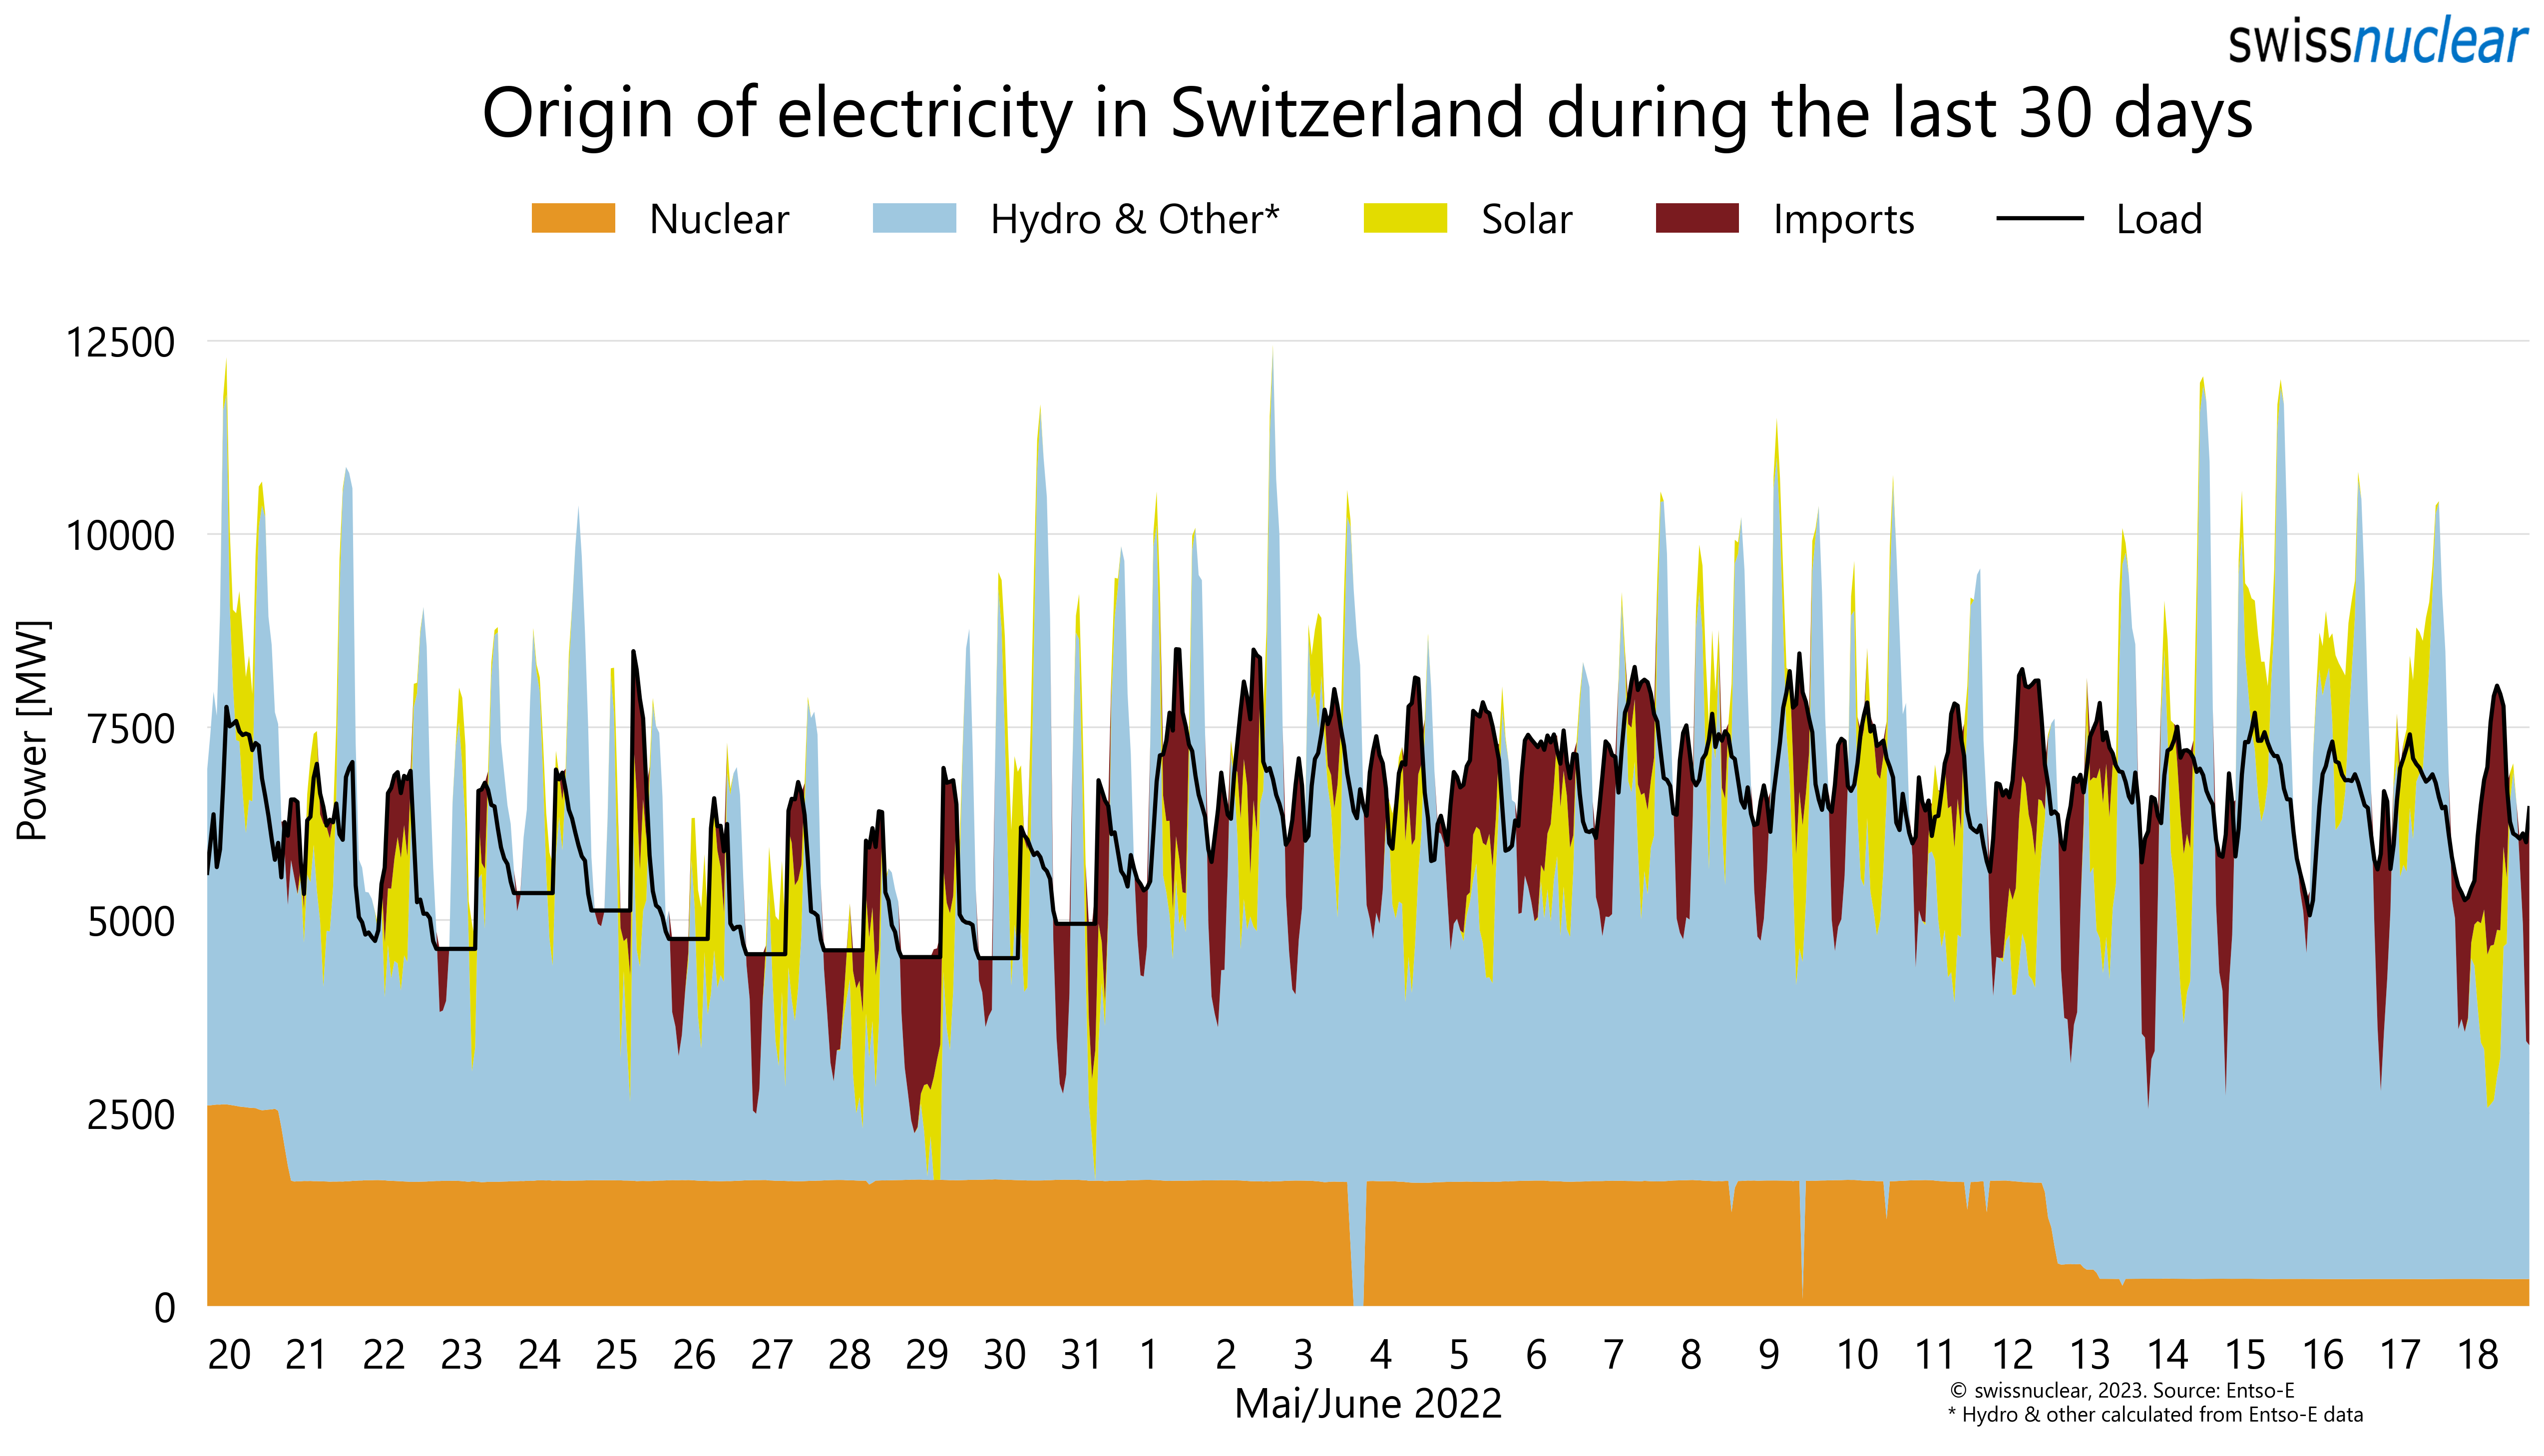 swissnuclear
Origin of electricity in Switzerland during the last 30 days
Nuclear Hydro & Other* Solar Imports Load
12500
10000
7500
5000
2500
0
Power [MW]
20 21 22 23 24 25 26 27 28 29 30 31 1 2 3 4 5 6 7 8 9 10 11 12 13 14 15 16 17 18
Mai/June 2022
© swissnuclear, 2023. Source: Entso-E
* Hydro & other calculated from Entso-E data